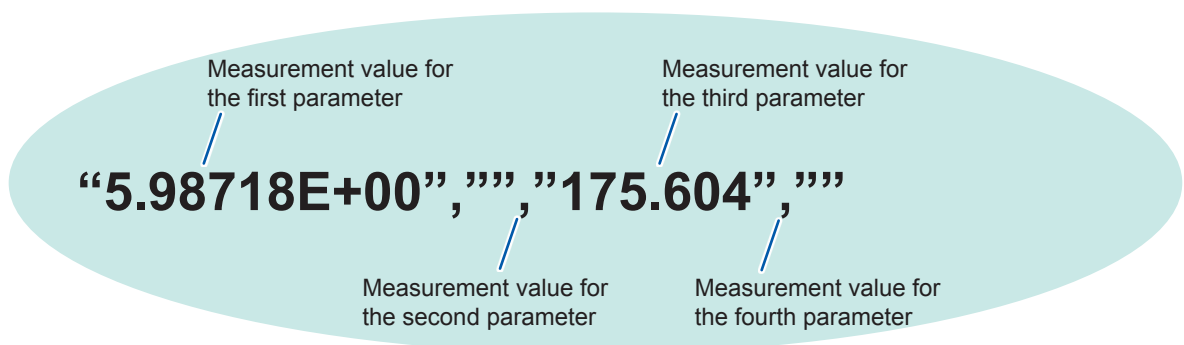 Measurement value for
the first parameter
Measurement value for
the third parameter
“5.98718E+00”,””,”175.604”,””
Measurement value for
the second parameter
Measurement value for
the fourth parameter